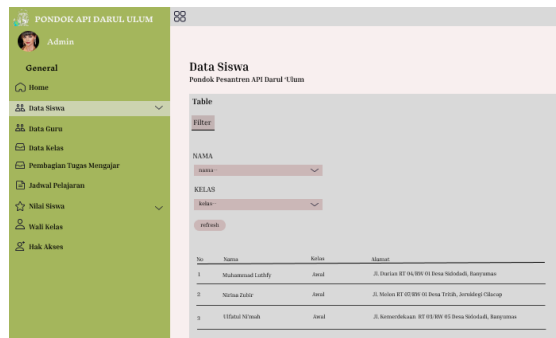 PONDOK API DARUL ULUM
Admin
General
Home
Data Siswa
Data Guru
Data Kelas
Pembagian Tugas Mengajar
Jadwal Pelajaran
Nilai Siswa
Wali Kelas
Hak Akses
Data Siswa
Pondok Pesantren API Darul 'Ulum
Table
Filter
NAMA
nama--
KELAS
kelas--
refresh
No Nama Kelas Alamat
1 Muhammad Luthfy Awal Jl. Durian RT 04/RW 01 Desa Sidodadi, Banyumas
2 Nirina Zubir Awal Jl. Melon RT 07/RW 01 Desa Tritih, Jeruklegi Cilacap
3 Ulfatul Ni'mah Awal Jl. Kemerdekaan RT 03/RW 05 Desa Sidodadi, Banyumas